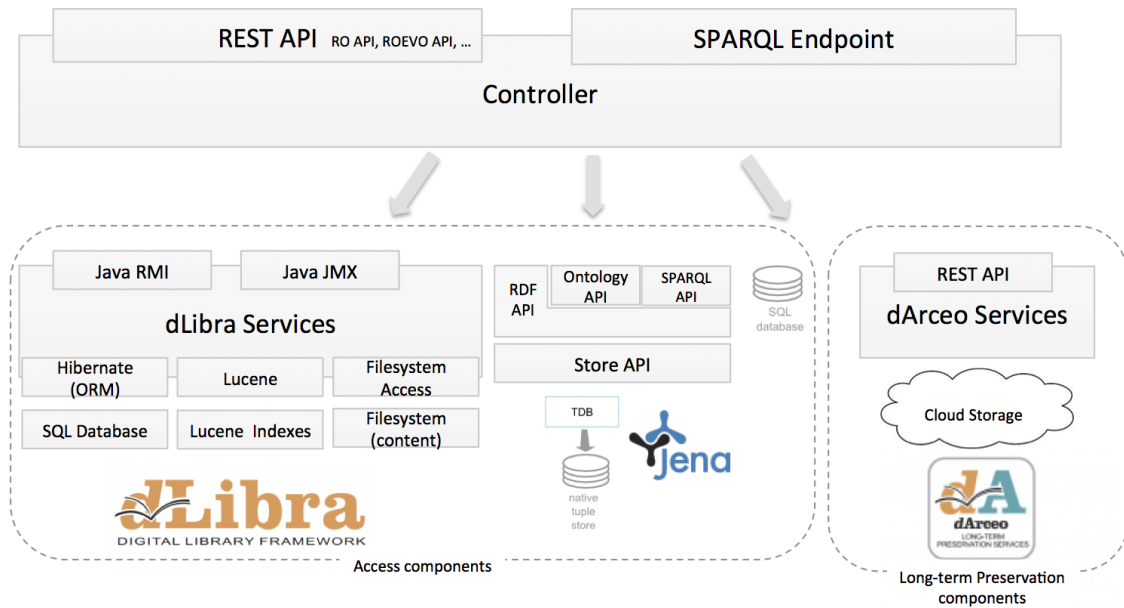 REST API RO API, ROEVO API, ...
SPARQL Endpoint
Controller
Java RMI
Java JMX
dLibra Services
Hibernate
(ORM)
Lucene
Filesystem
Access
SQL Database
Lucene Indexes
Filesystem
(content)
dLibra
DIGITAL LIBRARY FRAMEWORK
RDF
API
Ontology
API
SPARQL
API
Store API
TDB
native
tuple
store
Jena
SQL
database
Access components
REST API
dArceo Services
Cloud Storage
dA
dArceo
LONG-TERM
PRESERVATION SERVICES
Long-term Preservation
components